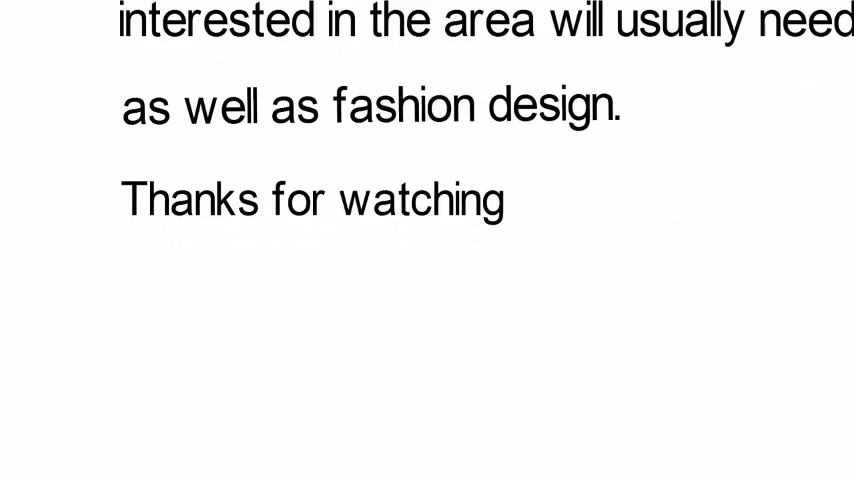 interested in the area will usually need
as well as fashion design.
Thanks for watching